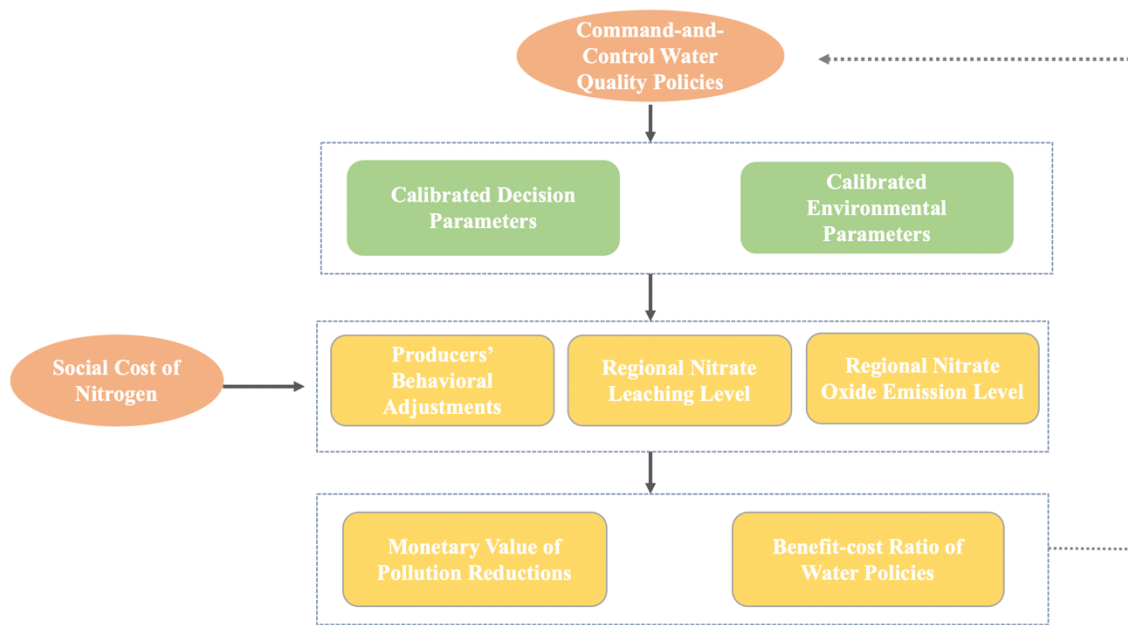 Command-and-
Control Water
Quality Policies
Calibrated Decision
Parameters
Calibrated
Environmental
Parameters
Social Cost of
Nitrogen
Producers’
Behavioral
Adjustments
Regional Nitrate
Leaching Level
Regional Nitrate
Oxide Emission Level
Monetary Value of
Pollution Reductions
Benefit-cost Ratio of
Water Policies